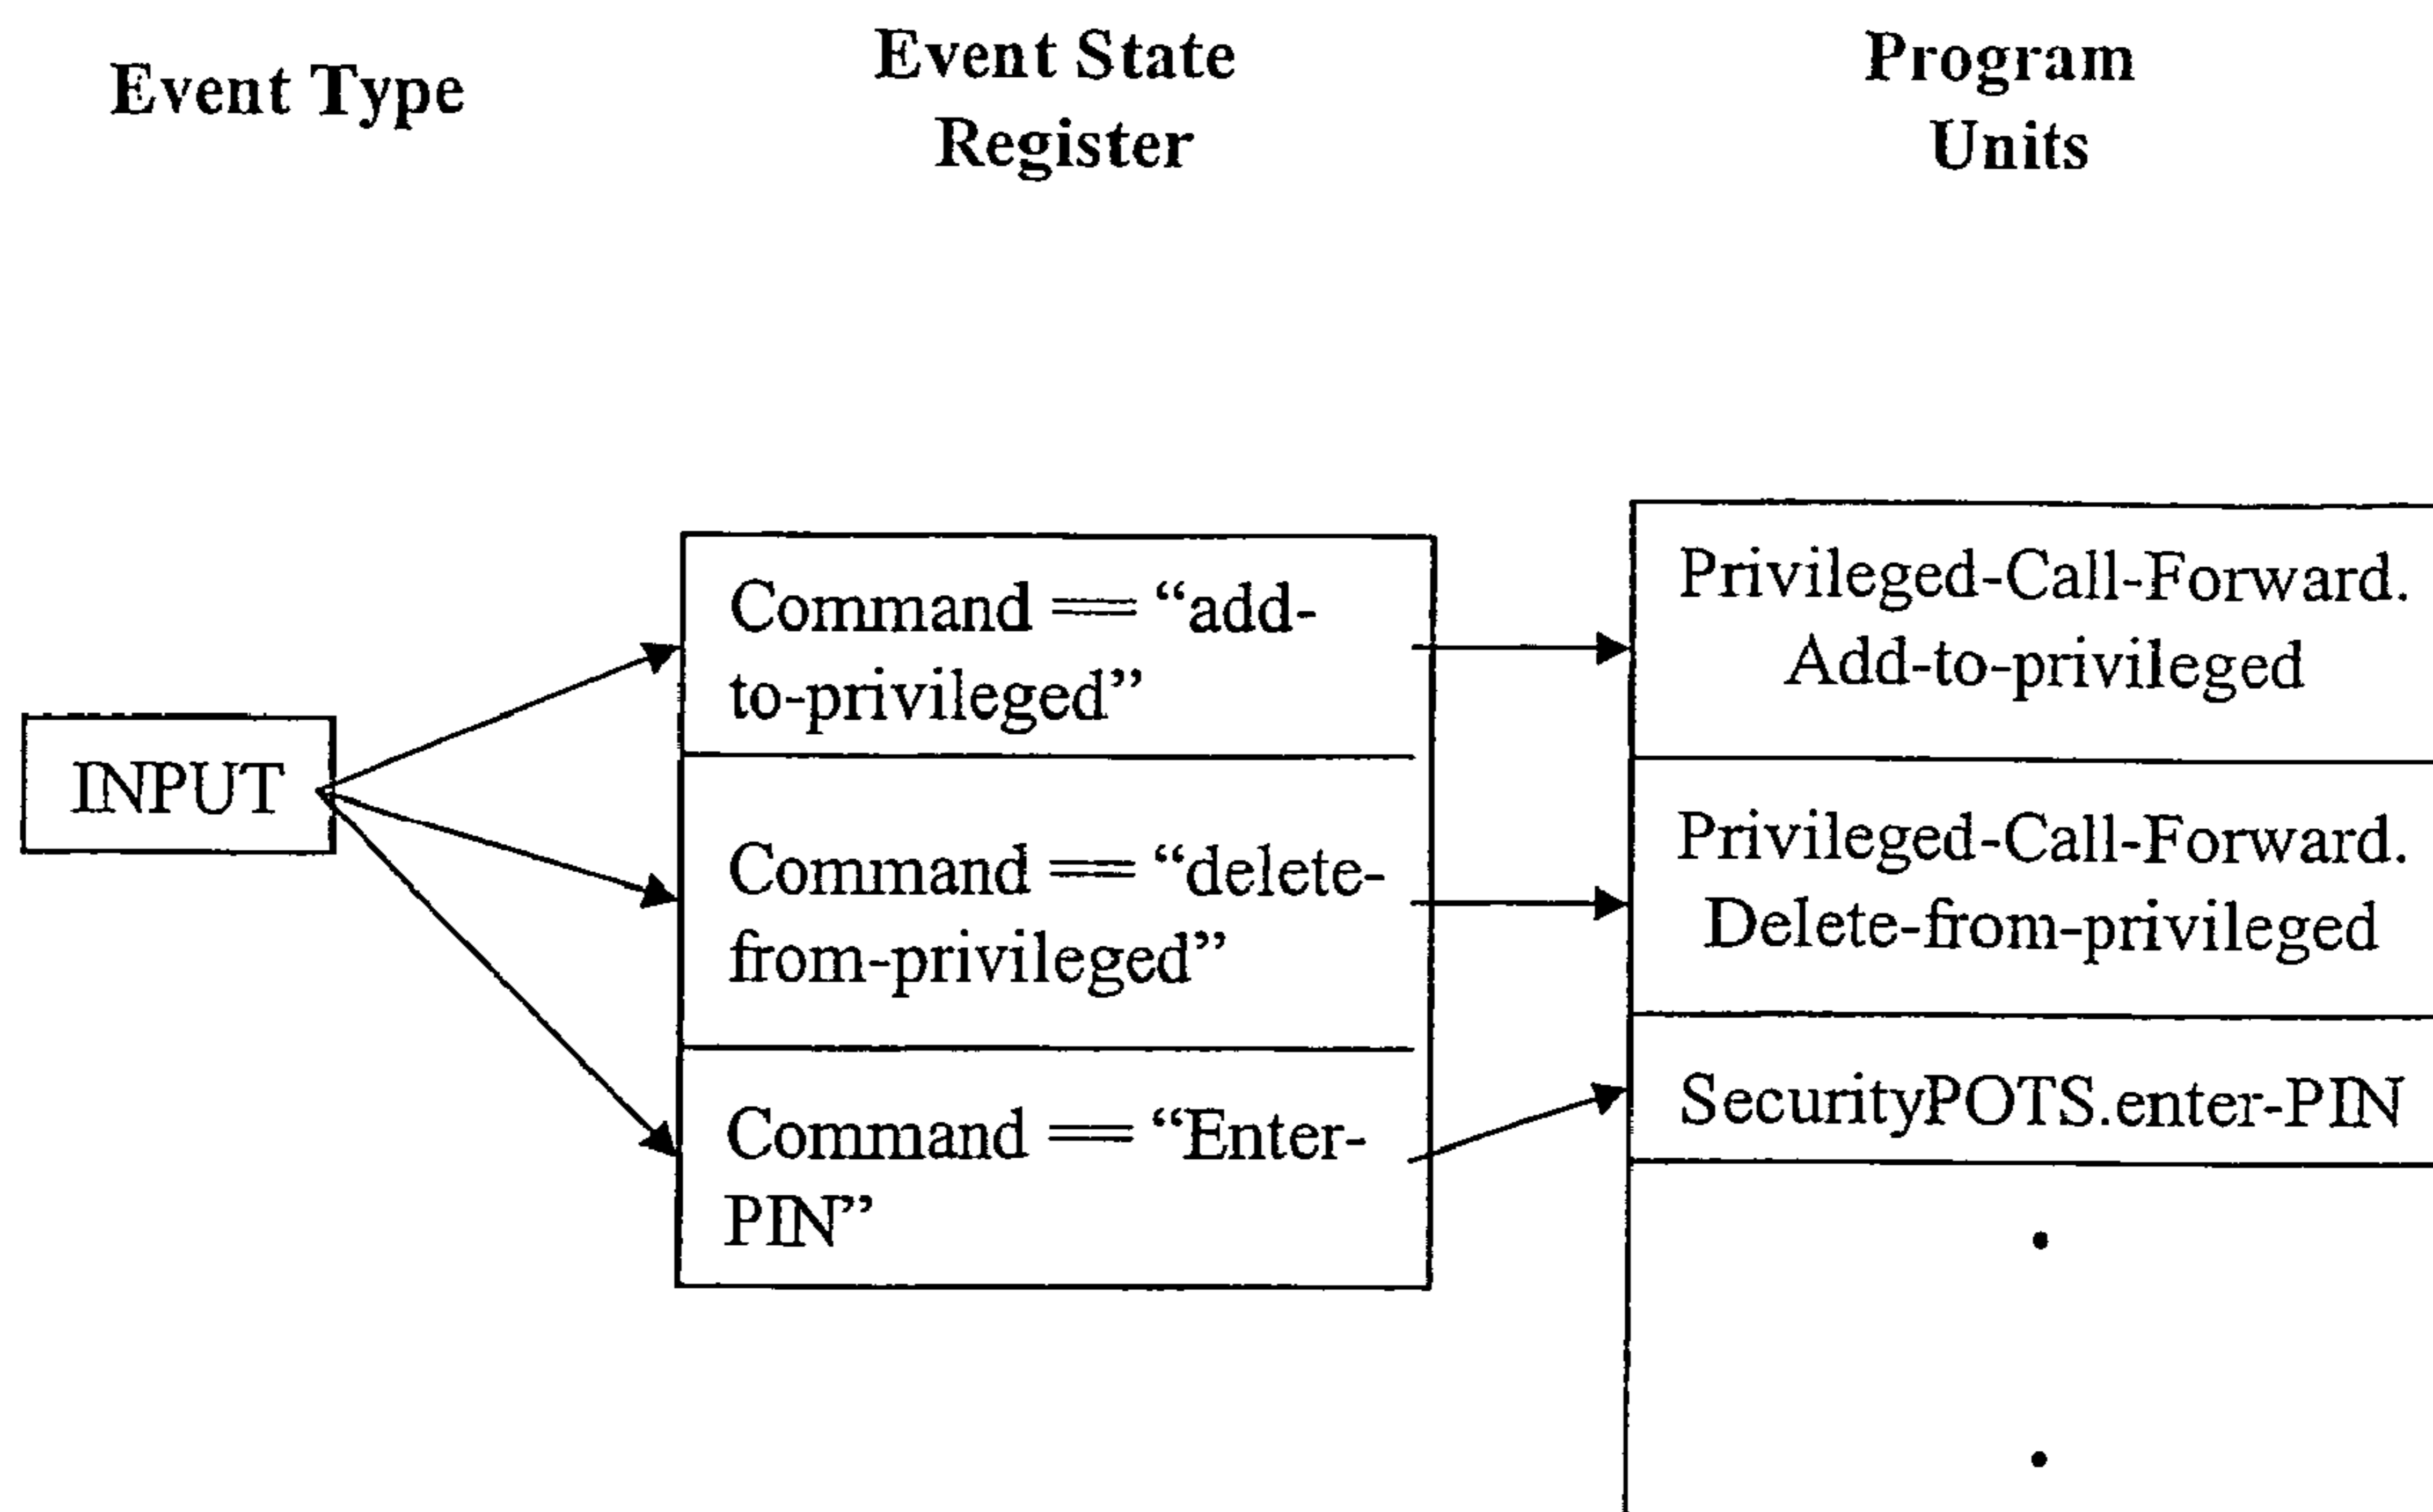 Event Type
Event State
Register
Program
Units
INPUT
Command == “add-
to-privileged”
Command == “delete-
from-privileged”
Command == “Enter-
PIN”
Privileged-Call-Forward.
Add-to-privileged
Privileged-Call-Forward.
Delete-from-privileged
SecurityPOTS.enter-PIN